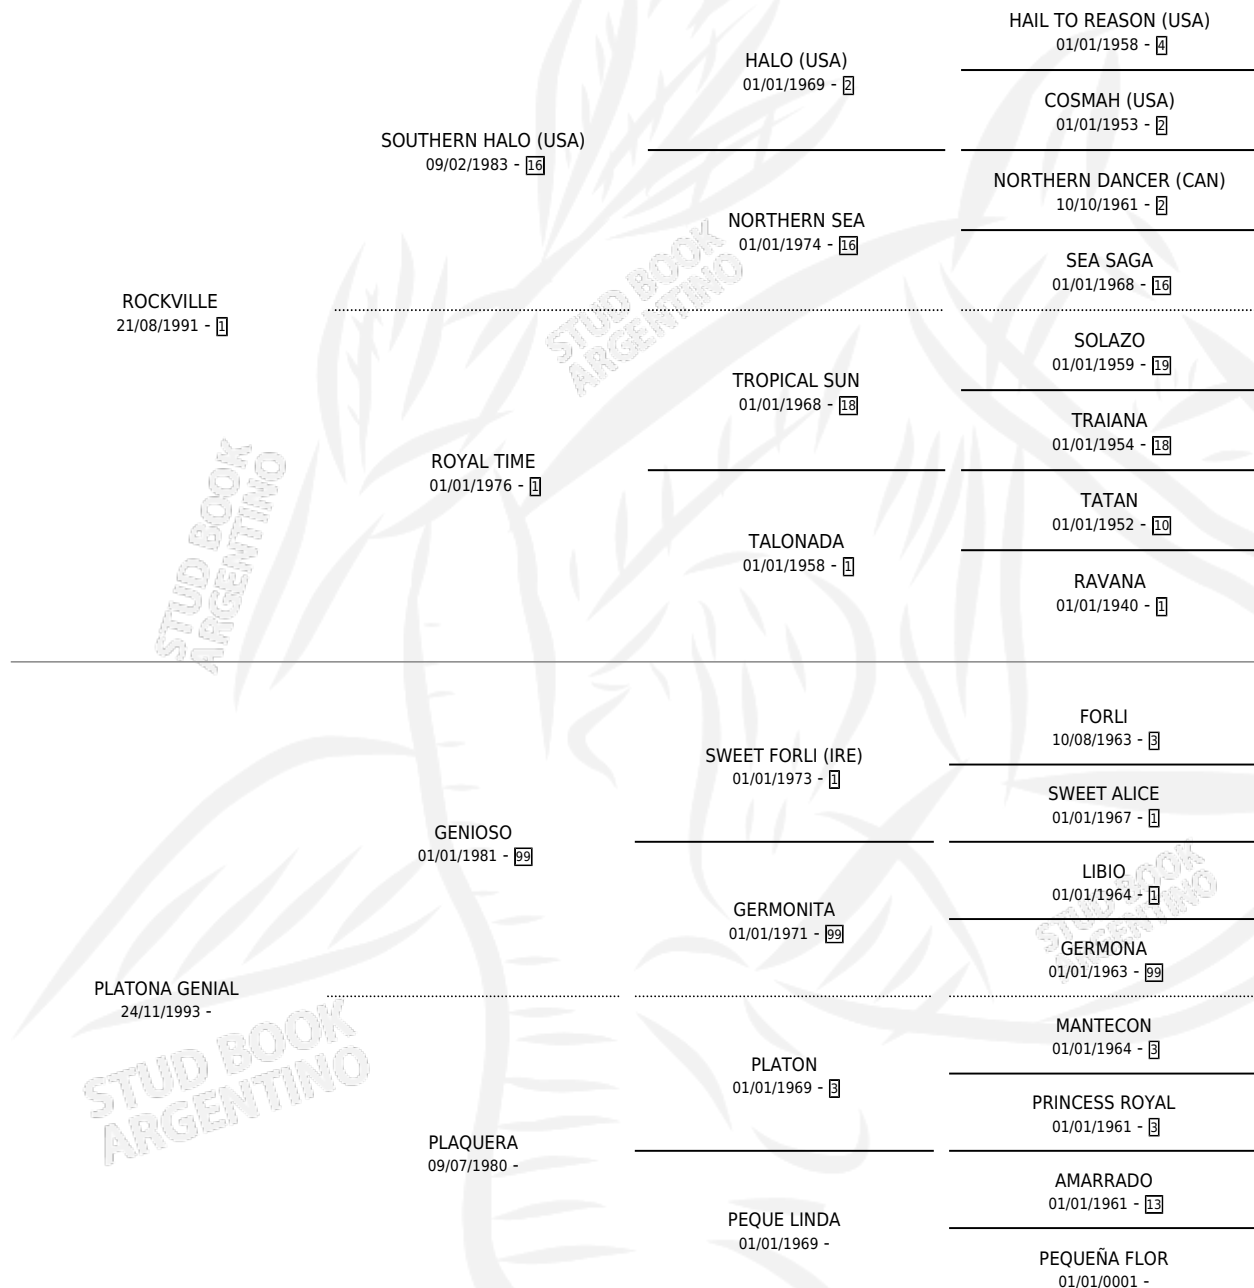 HAIL TO REASON (USA)
01/01/1958 - 4
HALO (USA)
01/01/1969 - 2
COSMAH (USA)
01/01/1953 - 2
SOUTHERN HALO (USA)
09/02/1983 - 16
NORTHERN DANCER (CAN)
10/10/1961 - 2
NORTHERN SEA
01/01/1974 - 16
SEA SAGA
01/01/1968 - 16
ROCKVILLE
21/08/1991 - 1
SOLAZO
01/01/1959 - 19
TROPICAL SUN
01/01/1968 - 18
TRAIANA
01/01/1954 - 18
ROYAL TIME
01/01/1976 - 1
TATAN
01/01/1952 - 10
TALONADA
01/01/1958 - 1
RAVANA
01/01/1940 - 1
FORLI
10/08/1963 - 3
SWEET FORLI (IRE)
01/01/1973 - 1
SWEET ALICE
01/01/1967 - 1
GENIOSO
01/01/1981 - 99
LIBIO
01/01/1964 - 1
GERMONITA
01/01/1971 - 99
GERMONA
01/01/1963 - 99
PLATONA GENIAL
24/11/1993 -
MANTECON
01/01/1964 - 3
PLATON
01/01/1969 - 3
PRINCESS ROYAL
01/01/1961 - 3
PLAQUERA
09/07/1980 -
AMARRADO
01/01/1961 - 13
PEQUE LINDA
01/01/1969 -
PEQUEÑA FLOR
01/01/0001 -
STUD BOOK
ARGENTINO
STUD BOOK
ARGENTINO
STUD BOOK
ARGENTINO
STUD BOOK
ARGENTINO